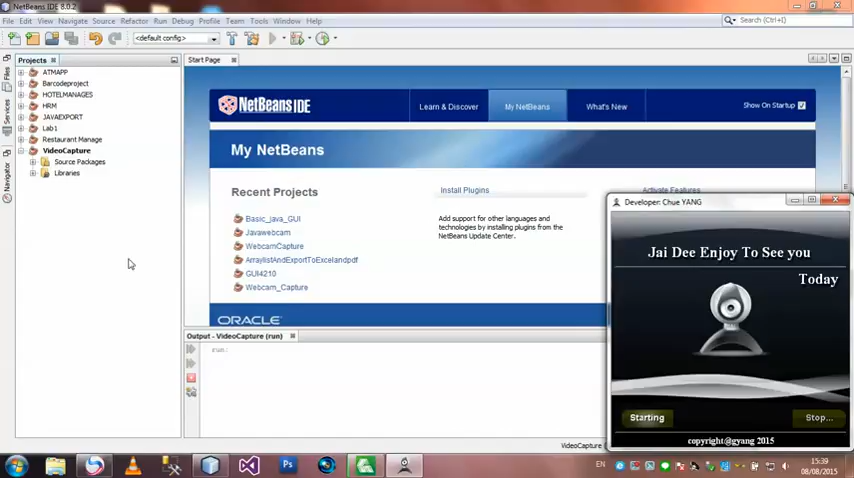 NetBeans IDE 8.0.2
File Edit View Navigate Source Refactor Run Debug Profile Team Tools Window Help
Search (Ctrl+I)
<default config>
Projects
Start Page
Files
Services
Navigator
ATMAPP
Barcodeproject
HOTELMANAGES
HRM
JAVAEXPORT
Lab1
Restaurant Manage
VideoCapture
Source Packages
Libraries
NetBeans IDE
Learn & Discover
My NetBeans
What's New
Show On Startup
My NetBeans
Recent Projects
Basic_java_GUI
Javawebcam
WebcamCapture
ArraylistAndExportToExcelandpdf
GUI4210
Webcam_Capture
Install Plugins
Add support for other languages and
technologies by installing plugins from the
NetBeans Update Center.
Activate Features
ORACLE
Output - VideoCapture (run)
run:
VideoCapture
Developer: Chue YANG
Jai Dee Enjoy To See you
Today
Starting
Stop...
copyright@gyang 2015
EN
15:39
08/08/2015